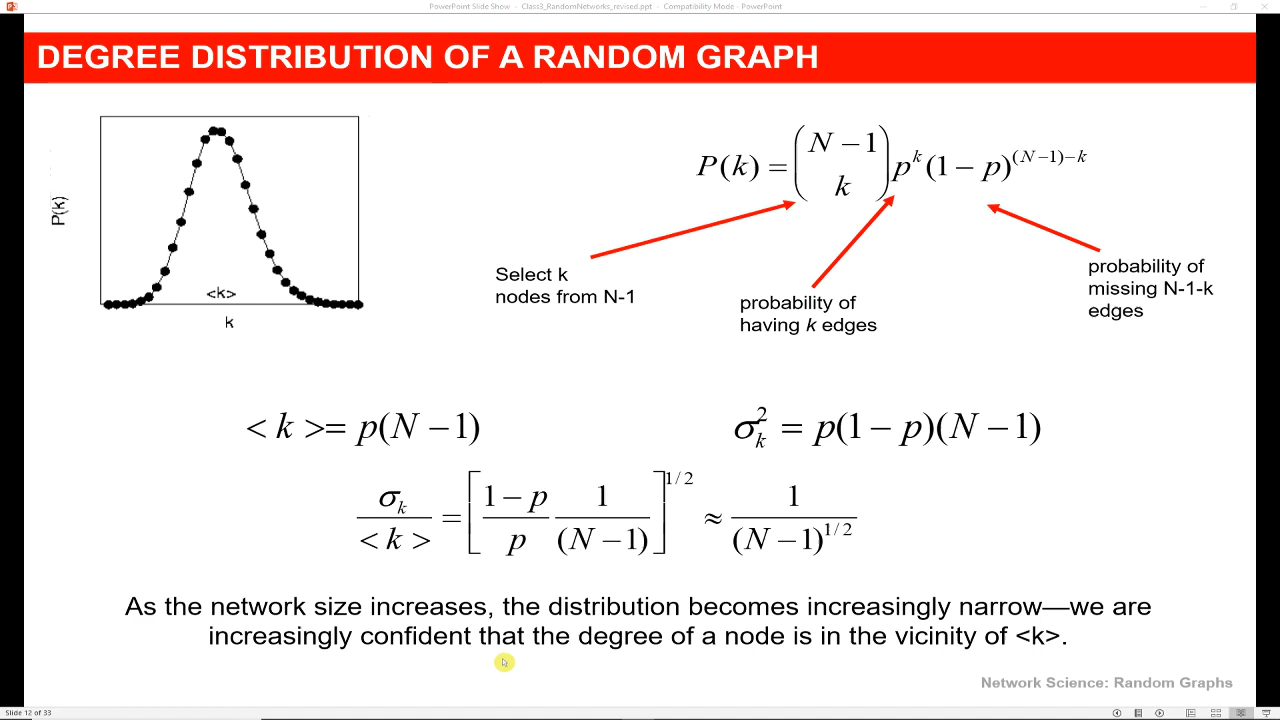 PowerPoint Slide Show - Class3_RandomNetworks_revised.ppt - Compatibility Mode - PowerPoint
DEGREE DISTRIBUTION OF A RANDOM GRAPH
P(k)
<k>
k
P(k) = (N − 1 k) p^k (1 − p)^{(N−1)−k}
Select k
nodes from N-1
probability of
having k edges
probability of
missing N-1-k
edges
< k >= p(N − 1)
σ_k^2 = p(1 − p)(N − 1)
σ_k / < k > = [ (1 − p) / p 1 / (N − 1) ]^{1/2} ≈ 1 / (N − 1)^{1/2}
As the network size increases, the distribution becomes increasingly narrow—we are
increasingly confident that the degree of a node is in the vicinity of <k>.
Network Science: Random Graphs
Slide 12 of 33